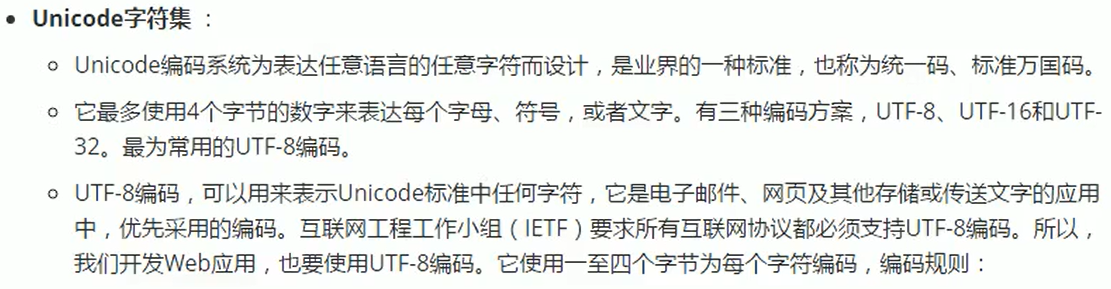 Unicode字符集 ：
Unicode编码系统为表达任意语言的任意字符而设计，是业界的一种标准，也称为统一码、标准万国码。
它最多使用4个字节的数字来表达每个字母、符号，或者文字。有三种编码方案，UTF-8、UTF-16和UTF-
32。最为常用的UTF-8编码。
UTF-8编码，可以用来表示Unicode标准中任何字符，它是电子邮件、网页及其他存储或传送文字的应用
中，优先采用的编码。互联网工程工作小组（IETF）要求所有互联网协议都必须支持UTF-8编码。所以，
我们开发Web应用，也要使用UTF-8编码。它使用一至四个字节为每个字符编码，编码规则：